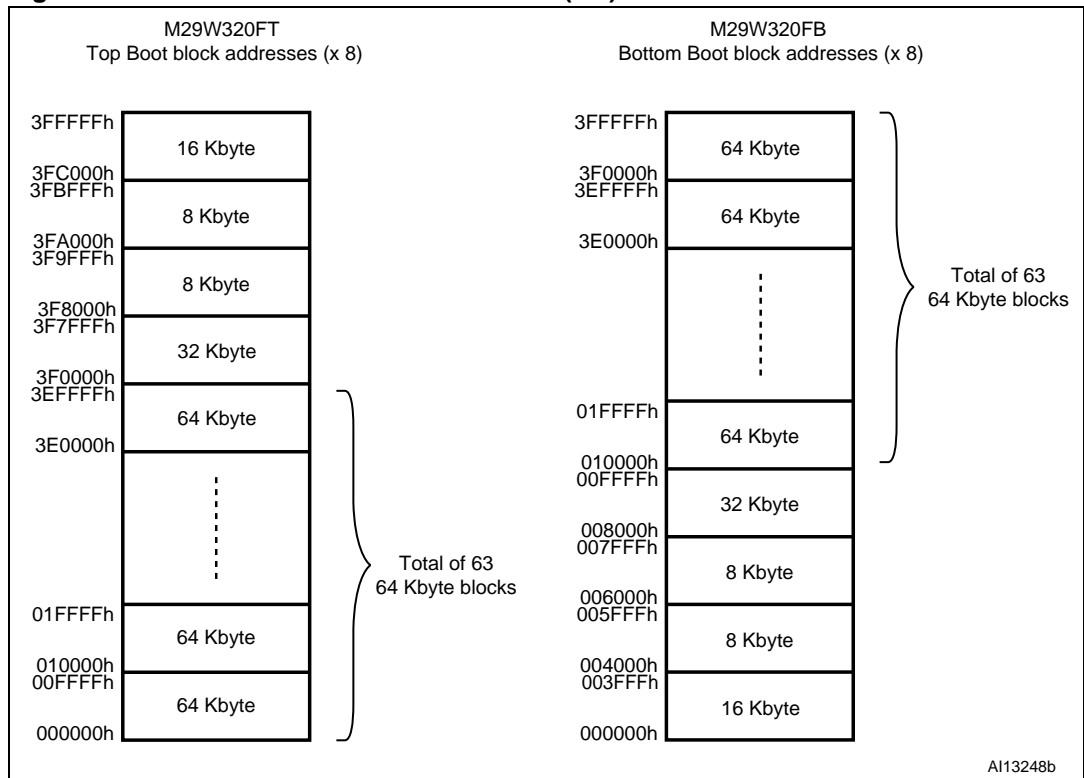 M29W320FT
Top Boot block addresses (x 8)
3FFFFFh
16 Kbyte
3FC000h
3FBFFFh
8 Kbyte
3FA000h
3F9FFFh
8 Kbyte
3F8000h
3F7FFFh
32 Kbyte
3F0000h
3EFFFFh
64 Kbyte
3E0000h
Total of 63
64 Kbyte blocks
01FFFFh
64 Kbyte
010000h
00FFFFh
64 Kbyte
000000h
M29W320FB
Bottom Boot block addresses (x 8)
3FFFFFh
64 Kbyte
3F0000h
3EFFFFh
64 Kbyte
3E0000h
Total of 63
64 Kbyte blocks
01FFFFh
64 Kbyte
010000h
00FFFFh
32 Kbyte
008000h
007FFFh
8 Kbyte
006000h
005FFFh
8 Kbyte
004000h
003FFFh
16 Kbyte
000000h
AI13248b